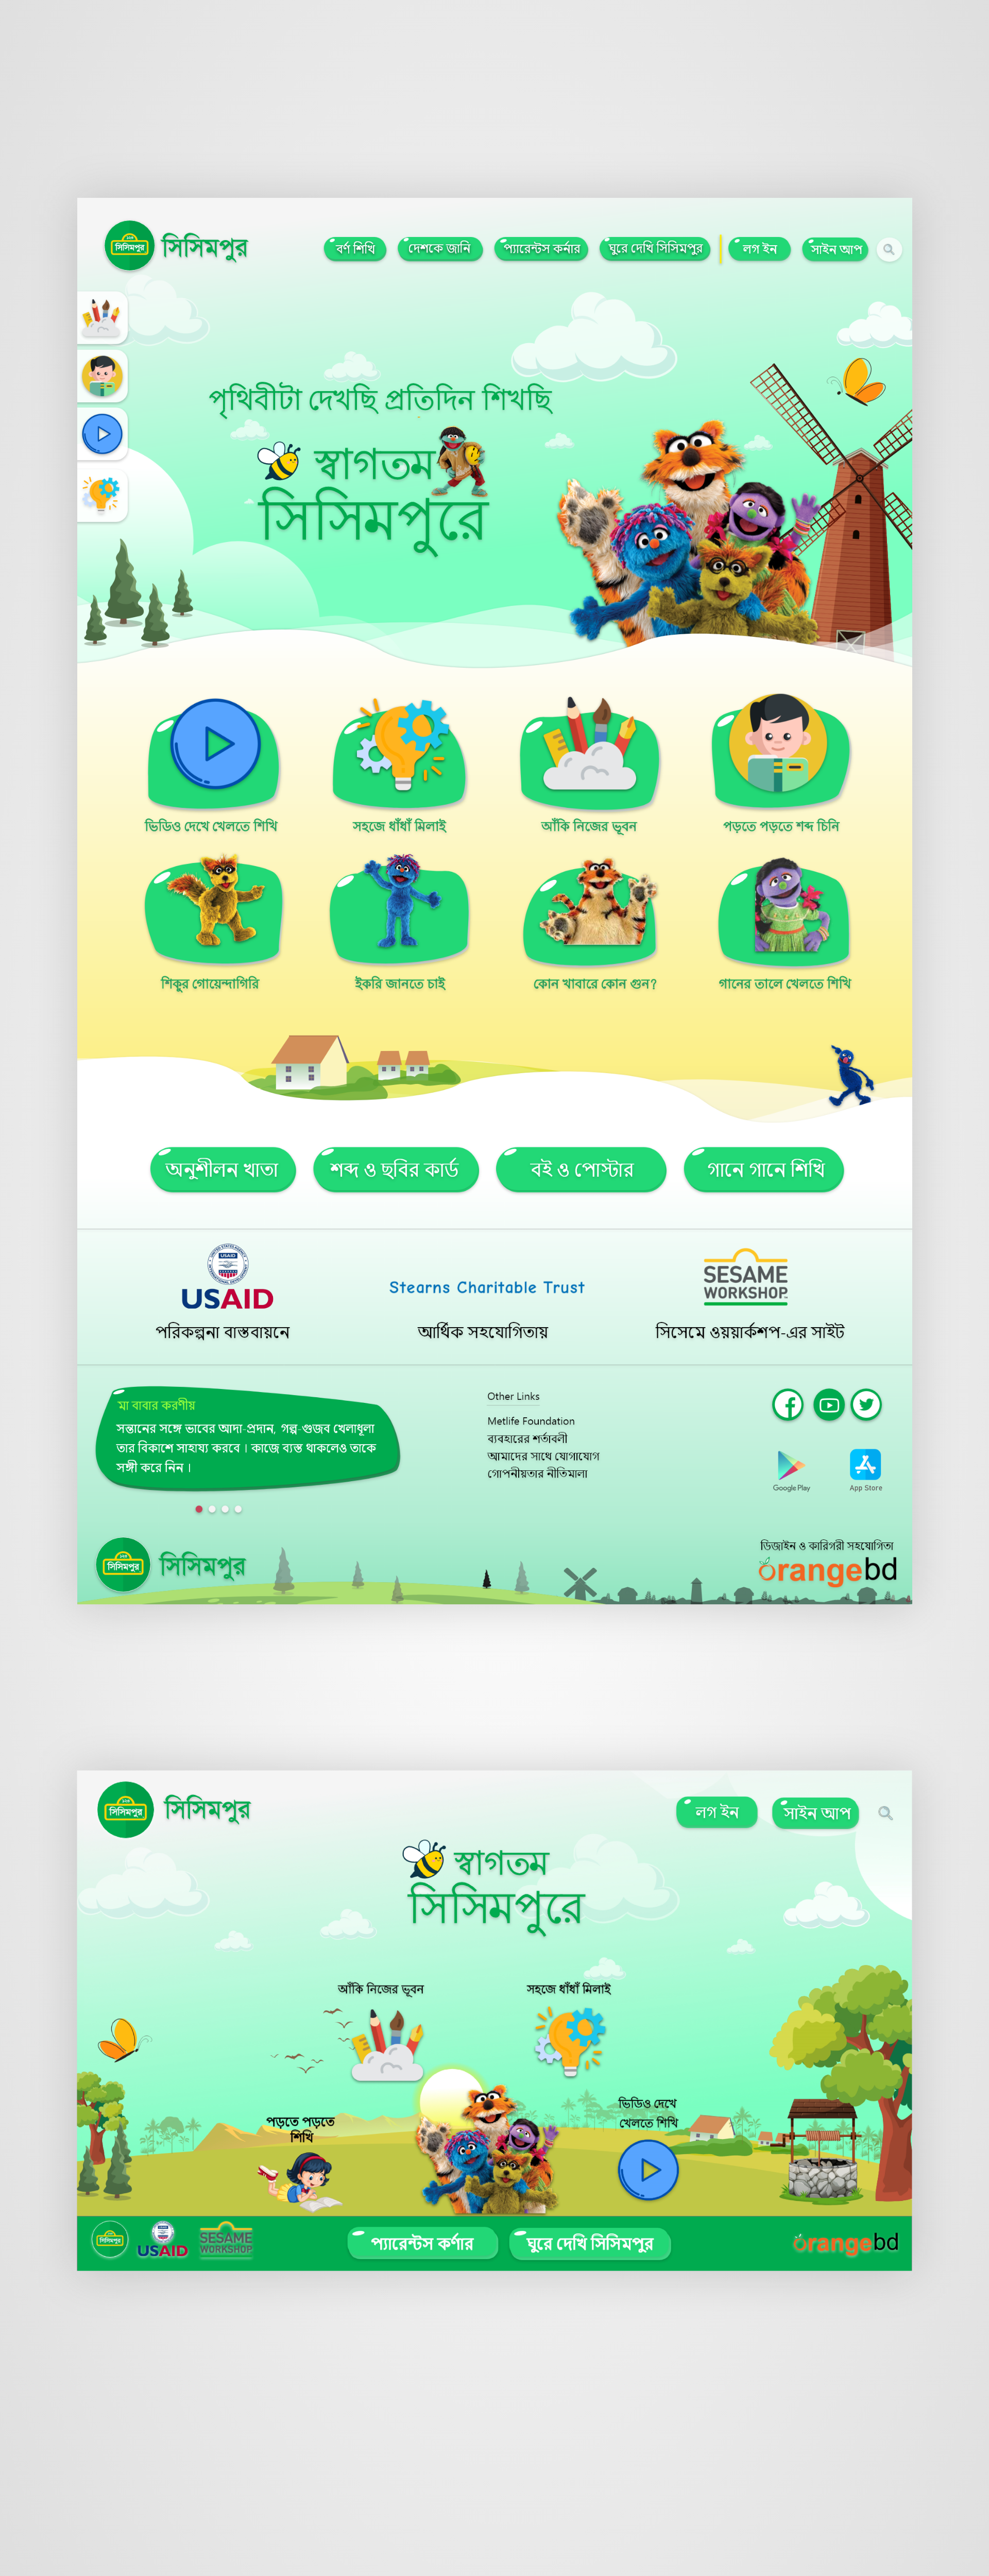 সিসিমপুর
সিসিমপুর
বর্ণ শিখি
দেশকে জানি
প্যারেন্টস কর্নার
ঘুরে দেখি সিসিমপুর
লগ ইন
সাইন আপ
পৃথিবীটা দেখছি প্রতিদিন শিখছি
স্বাগতম
সিসিমপুরে
ভিডিও দেখে খেলতে শিখি
সহজে ধাঁধাঁ মিলাই
আঁকি নিজের ভূবন
পড়তে পড়তে শব্দ চিনি
শিকুর গোয়েন্দাগিরি
ইকরি জানতে চাই
কোন খাবারে কোন গুন?
গানের তালে খেলতে শিখি
অনুশীলন খাতা
শব্দ ও ছবির কার্ড
বই ও পোস্টার
গানে গানে শিখি
USAID
USAID
পরিকল্পনা বাস্তবায়নে
Stearns Charitable Trust
আর্থিক সহযোগিতায়
SESAME
WORKSHOP
সিসেমে ওয়য়ার্কশপ-এর সাইট
মা বাবার করণীয়
সন্তানের সঙ্গে ভাবের আদা-প্রদান, গল্প-গুজব খেলাধূলা
তার বিকাশে সাহায্য করবে। কাজে ব্যস্ত থাকলেও তাকে
সঙ্গী করে নিন।
Other Links
Metlife Foundation
ব্যবহারের শর্তাবলী
আমাদের সাথে যোগাযোগ
গোপনীয়তার নীতিমালা
Google Play
App Store
সিসিমপুর
সিসিমপুর
ডিজাইন ও কারিগরী সহযোগিতা
orangebd
সিসিমপুর
সিসিমপুর
লগ ইন
সাইন আপ
স্বাগতম
সিসিমপুরে
আঁকি নিজের ভূবন
সহজে ধাঁধাঁ মিলাই
পড়তে পড়তে
শিখি
ভিডিও দেখে
খেলতে শিখি
সিসিমপুর
USAID
SESAME
WORKSHOP
প্যারেন্টস কর্ণার
ঘুরে দেখি সিসিমপুর
orangebd